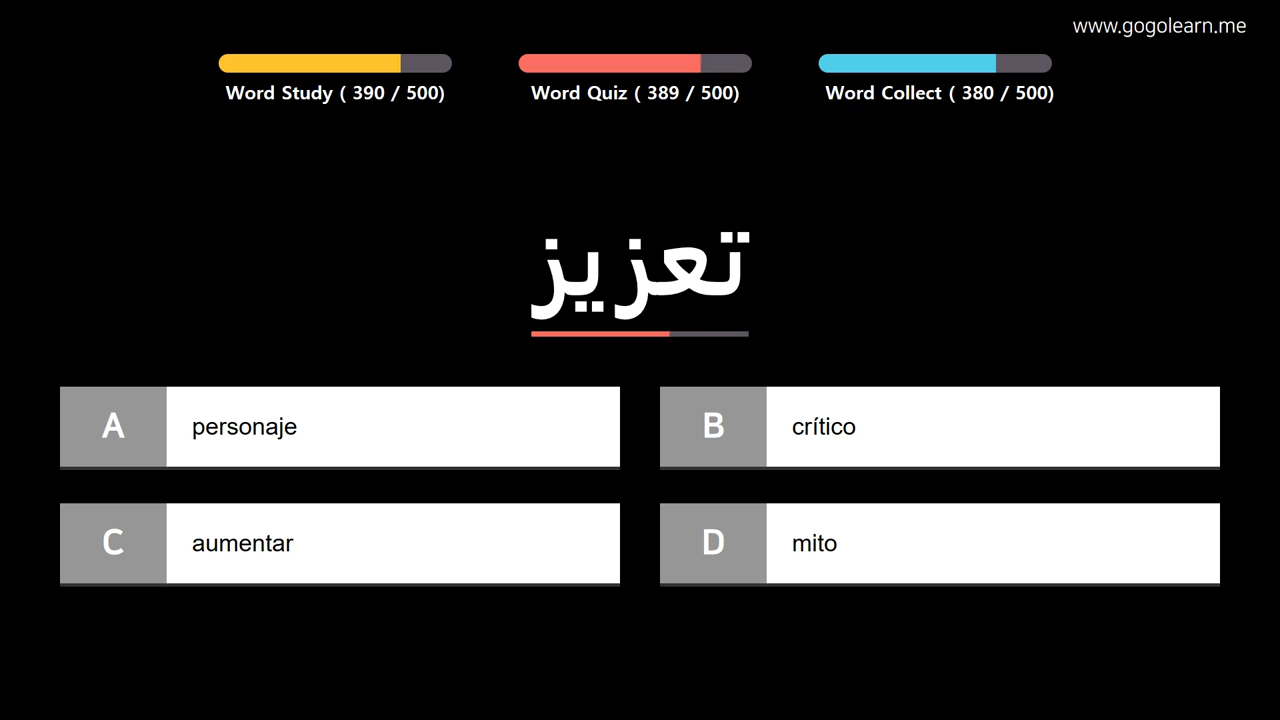 www.gogolearn.me
Word Study ( 390 / 500)
Word Quiz ( 389 / 500)
Word Collect ( 380 / 500)
تعزيز
A personaje
B crítico
C aumentar
D mito